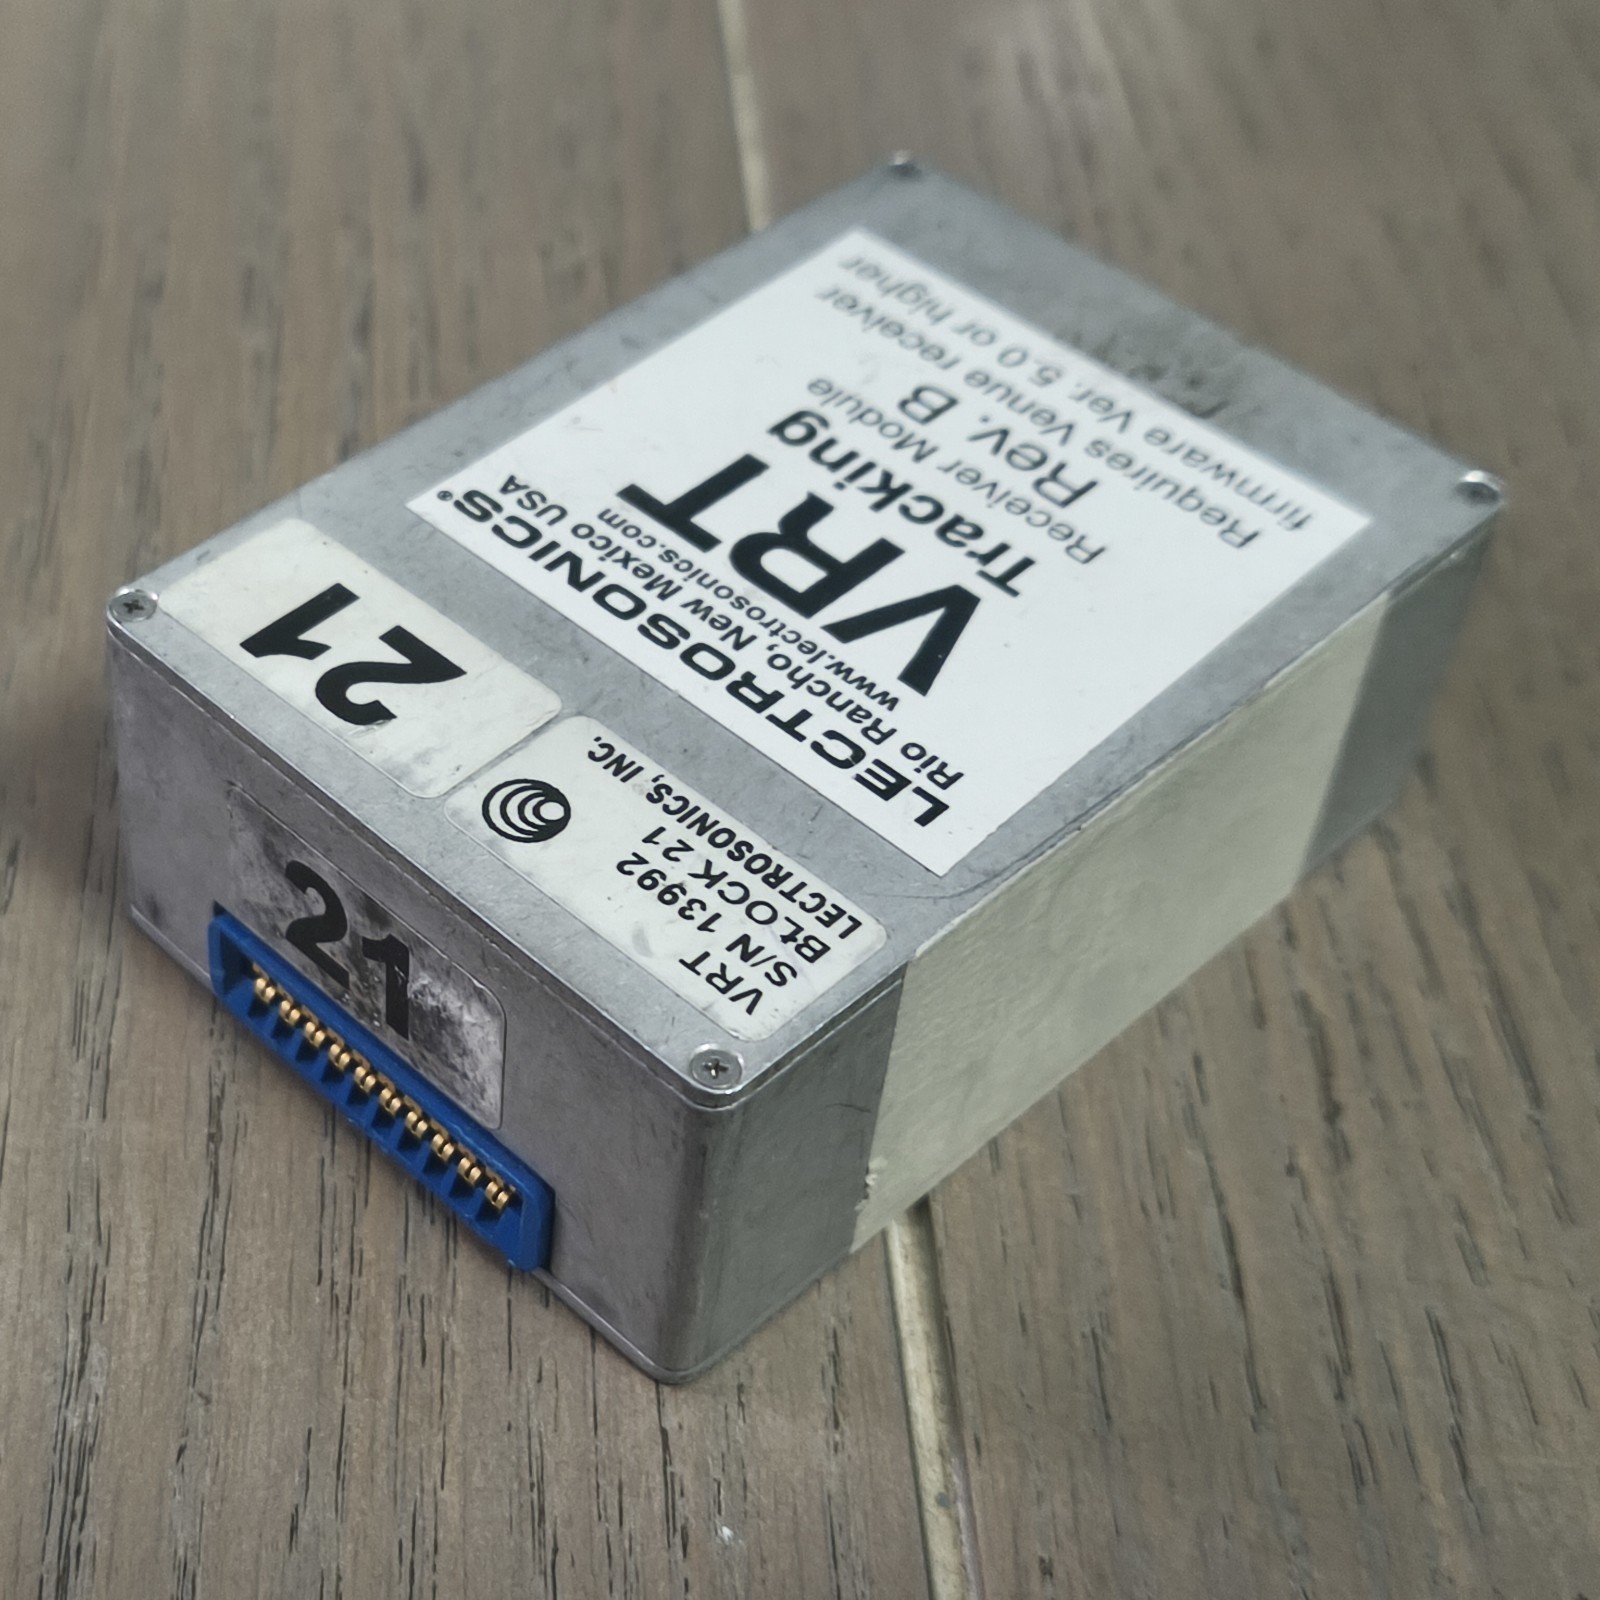 LECTROSONICS®
Rio Rancho, New Mexico USA
www.lectrosonics.com
VRT
Tracking
Receiver Module
Rev. B
Requires Venue receiver
firmware Ver. 5.0 or higher
21
VRT
S/N 13992
BLOCK 21
LECTROSONICS, INC.
21